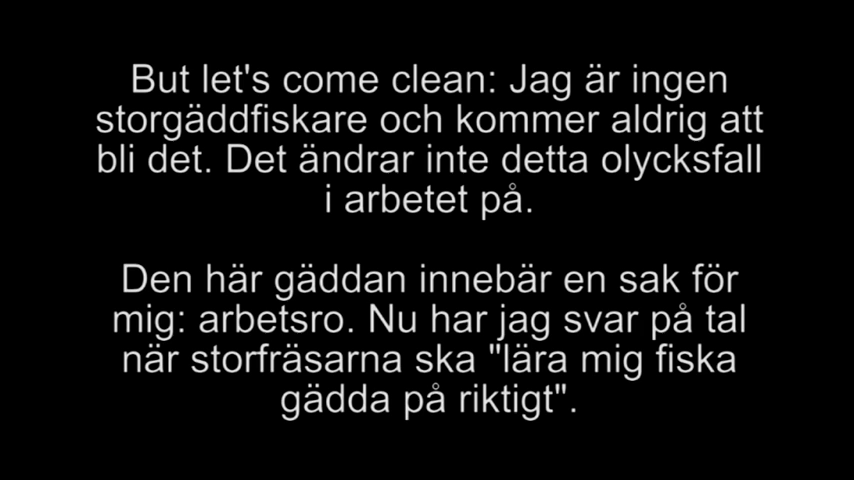 But let's come clean: Jag är ingen
storgäddfiskare och kommer aldrig att
bli det. Det ändrar inte detta olycksfall
i arbetet på.
Den här gäddan innebär en sak för
mig: arbetsro. Nu har jag svar på tal
när storfräsarna ska "lära mig fiska
gädda på riktigt".